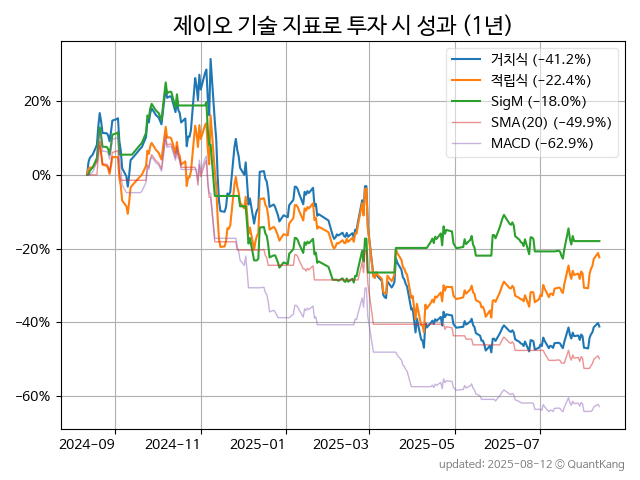 제이오 기술 지표로 투자 시 성과 (1년)
거치식 (−41.2%)
적립식 (−22.4%)
SigM (−18.0%)
SMA(20) (−49.9%)
MACD (−62.9%)
20%
0%
−20%
−40%
−60%
2024−09
2024−11
2025−01
2025−03
2025−05
2025−07
updated: 2025-08-12 © QuantKang